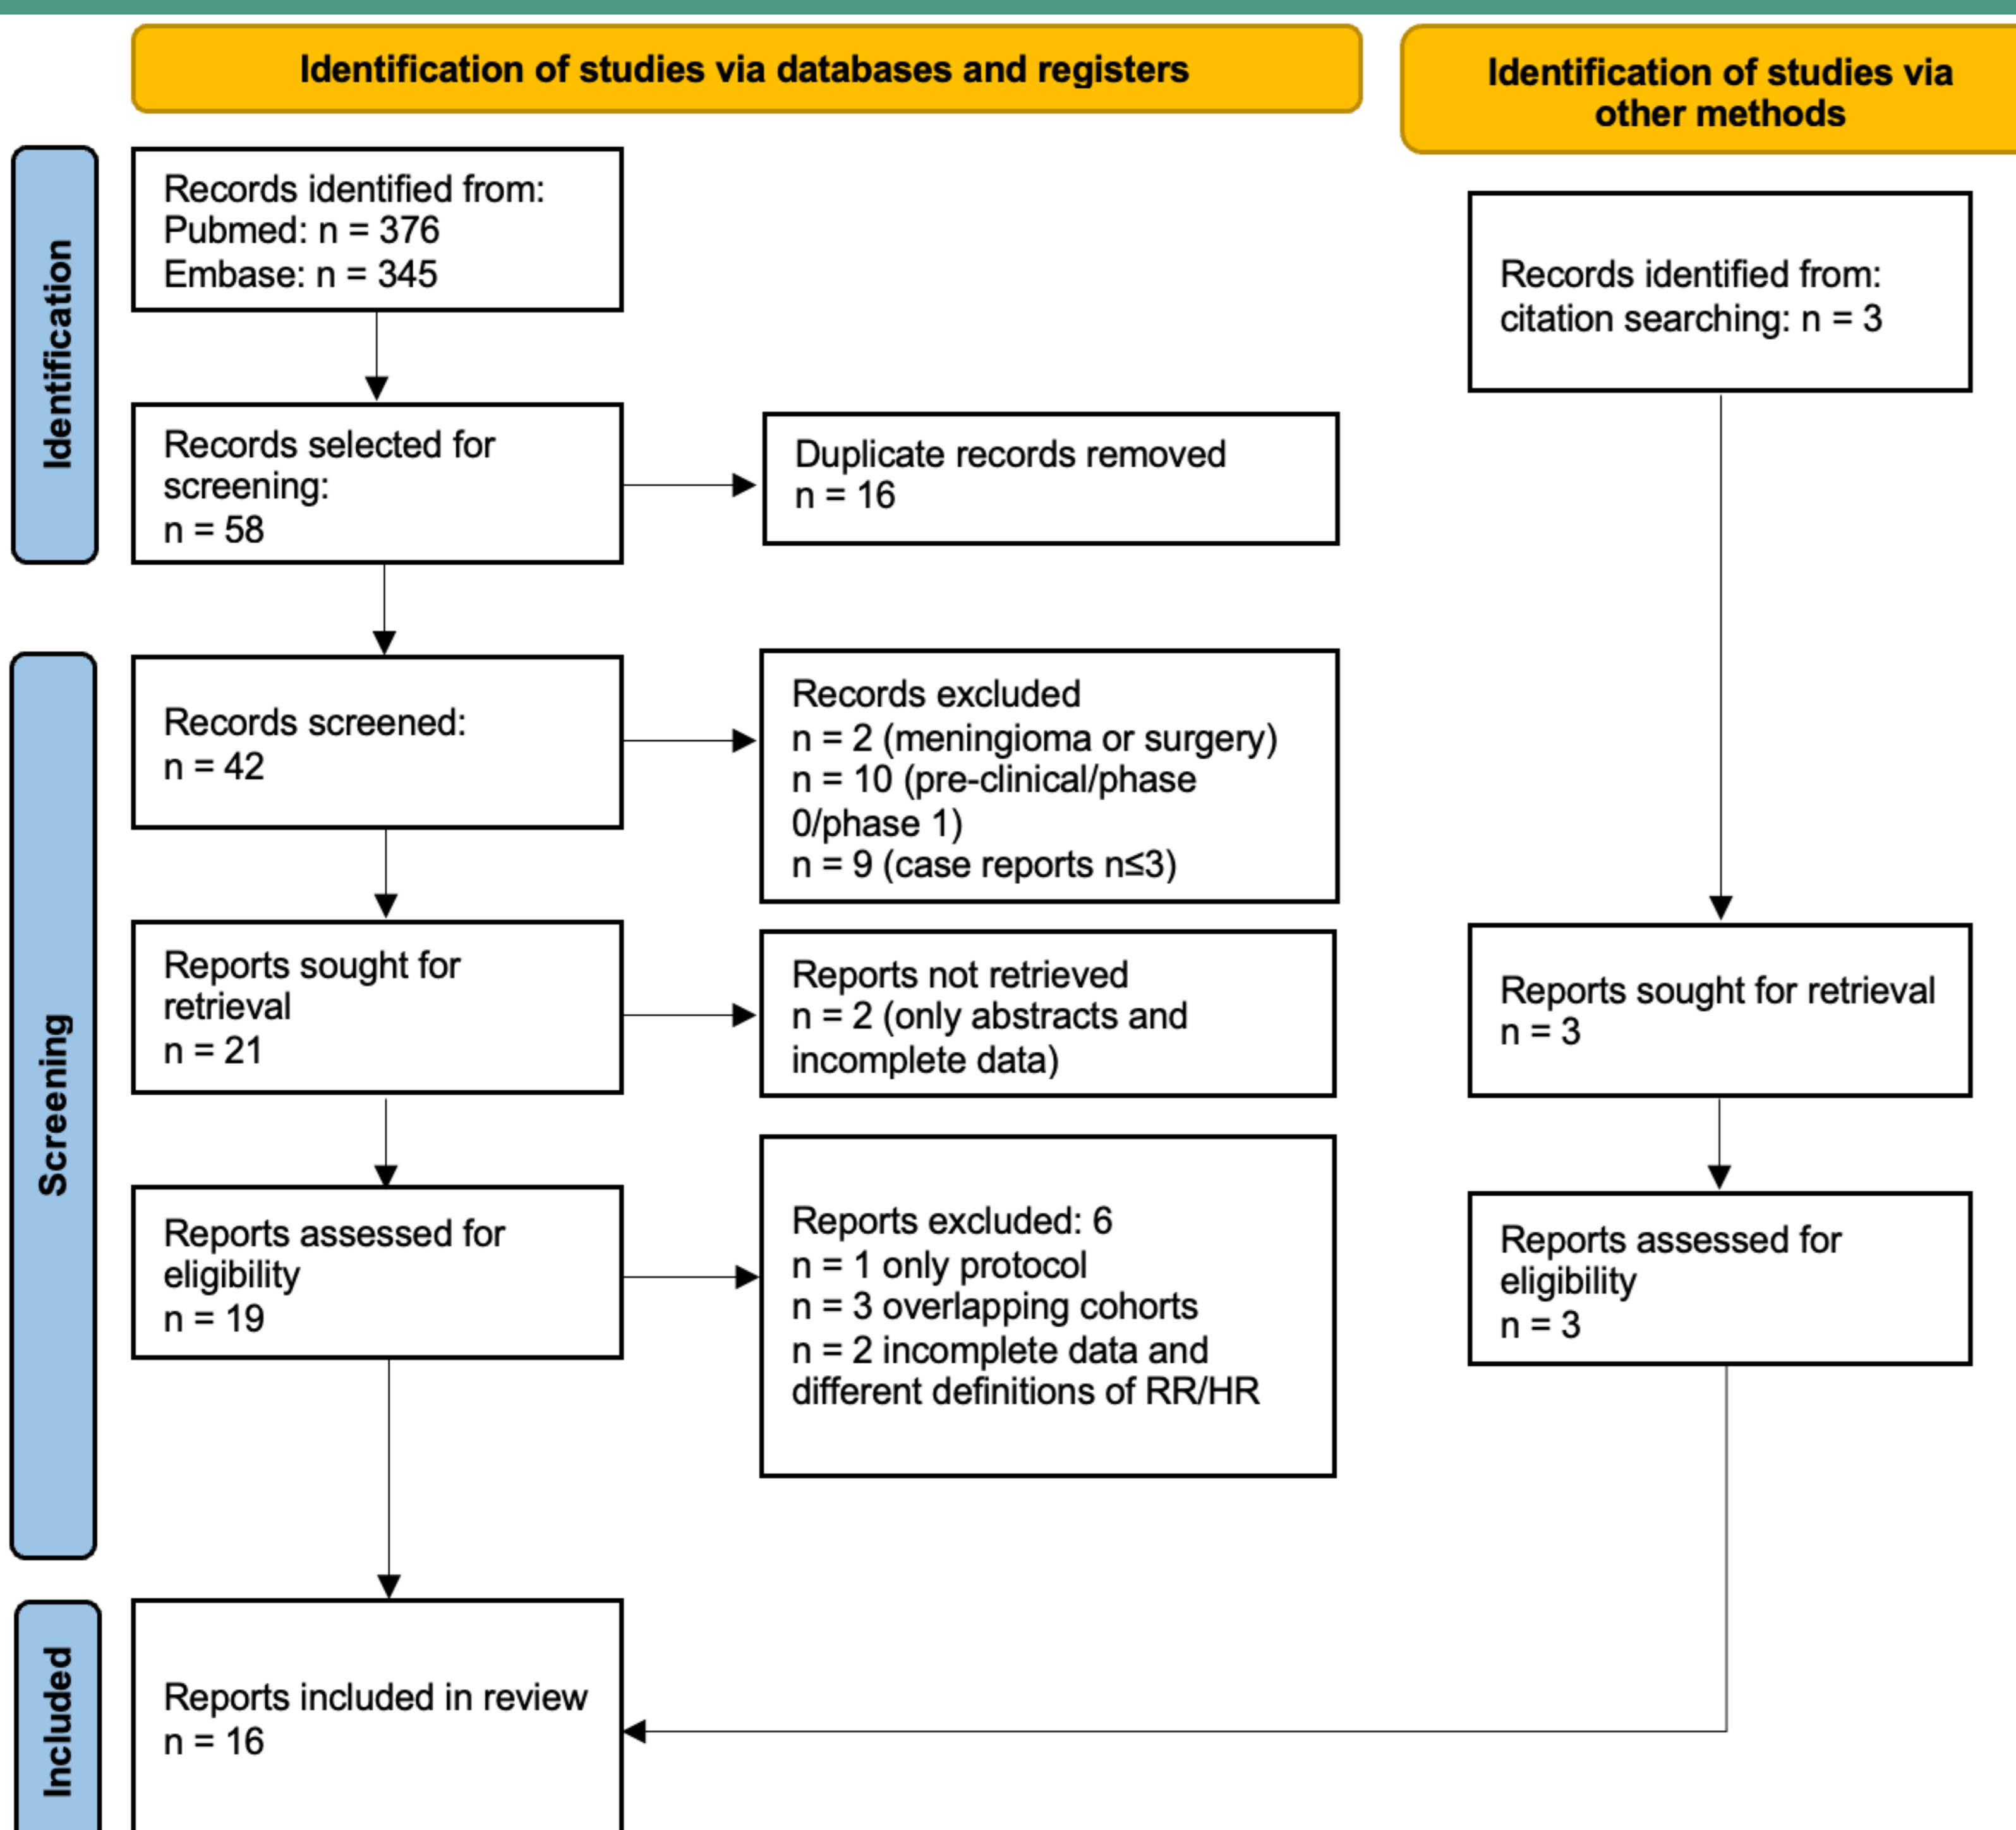 Identification of studies via databases and registers
Identification of studies via
other methods
Identification
Records identified from:
Pubmed: n = 376
Embase: n = 345
Records identified from:
citation searching: n = 3
Records selected for
screening:
n = 58
Duplicate records removed
n = 16
Screening
Records screened:
n = 42
Records excluded
n = 2 (meningioma or surgery)
n = 10 (pre-clinical/phase
0/phase 1)
n = 9 (case reports n≤3)
Reports sought for
retrieval
n = 21
Reports not retrieved
n = 2 (only abstracts and
incomplete data)
Reports sought for retrieval
n = 3
Reports assessed for
eligibility
n = 19
Reports excluded: 6
n = 1 only protocol
n = 3 overlapping cohorts
n = 2 incomplete data and
different definitions of RR/HR
Reports assessed for
eligibility
n = 3
Included
Reports included in review
n = 16